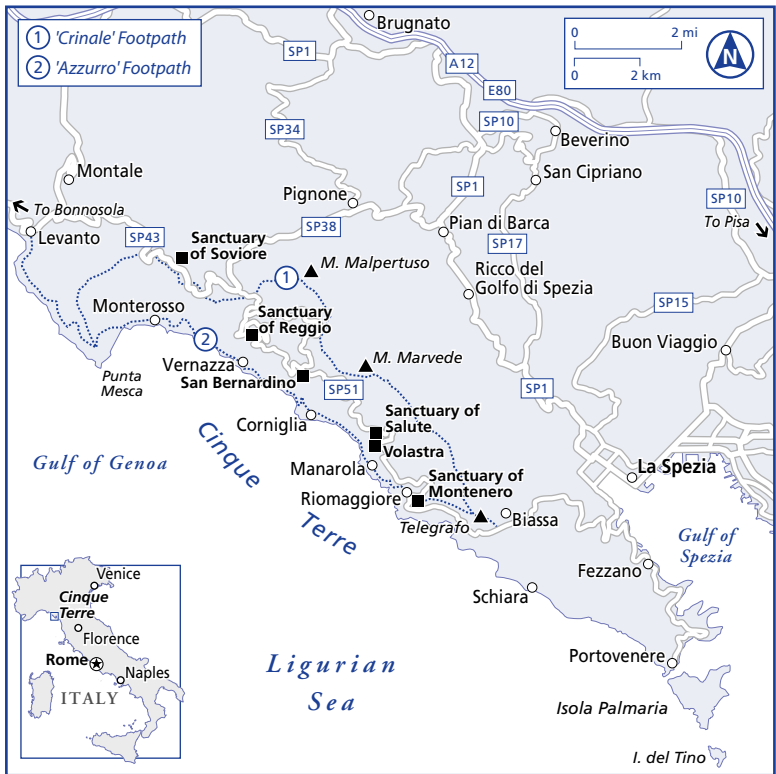 1 'Crinale' Footpath
2 'Azzurro' Footpath
Brugnato
0 2 mi
0 2 km
N
SP1
A12
E80
SP34
SP10
Beverino
Montale
San Cipriano
Pignone
SP1
SP10
To Bonnosola
To Pisa
Levanto
SP43
Sanctuary
of Soviore
SP38
Pian di Barca
SP17
1
M. Malpertuso
Ricco del
Golfo di Spezia
Monterosso
Sanctuary
of Reggio
SP15
2
Buon Viaggio
Vernazza
M. Marvede
Punta
Mesca
San Bernardino
SP51
SP1
Corniglia
Sanctuary of
Salute
Volastra
Cinque
Terre
Gulf of Genoa
Manarola
Sanctuary of
Montenero
La Spezia
Riomaggiore
Telegrafo
Biassa
Gulf of
Spezia
Fezzano
Schiara
Venice
Cinque
Terre
Florence
Rome
Naples
ITALY
Ligurian
Sea
Portovenere
Isola Palmaria
I. del Tino